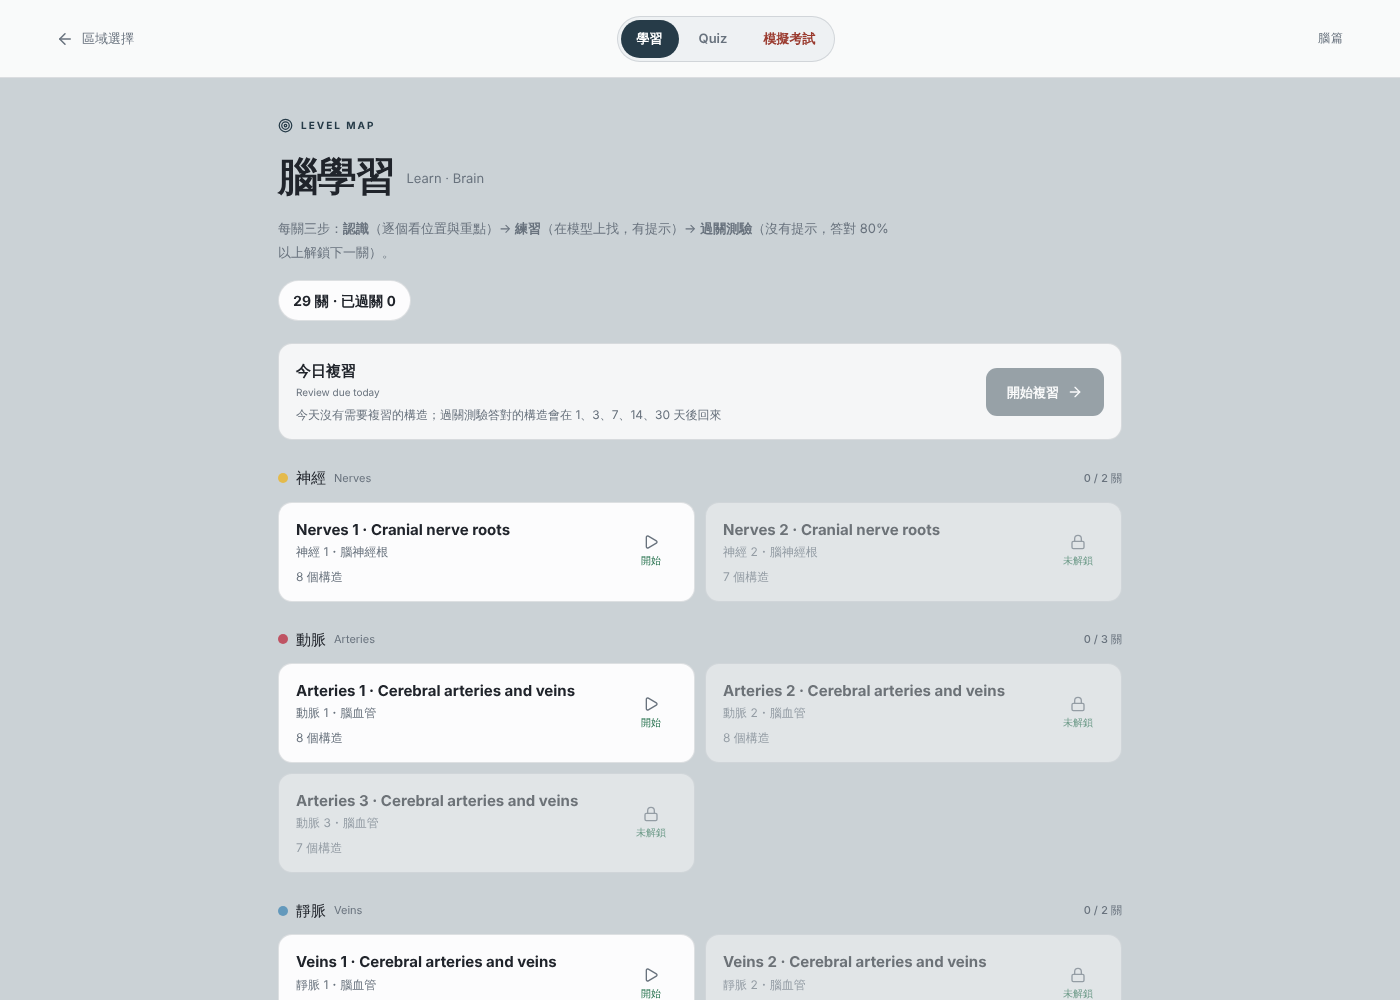 區域選擇
學習
Quiz
模擬考試
腦篇
LEVEL MAP
腦學習 Learn · Brain
每關三步：認識（逐個看位置與重點）→ 練習（在模型上找，有提示）→ 過關測驗（沒有提示，答對 80%
以上解鎖下一關）。
29 關 · 已過關 0
今日複習
Review due today
今天沒有需要複習的構造；過關測驗答對的構造會在 1、3、7、14、30 天後回來
開始複習
神經 Nerves
0 / 2 關
Nerves 1 · Cranial nerve roots
神經 1 · 腦神經根
8 個構造
開始
Nerves 2 · Cranial nerve roots
神經 2 · 腦神經根
7 個構造
未解鎖
動脈 Arteries
0 / 3 關
Arteries 1 · Cerebral arteries and veins
動脈 1 · 腦血管
8 個構造
開始
Arteries 2 · Cerebral arteries and veins
動脈 2 · 腦血管
8 個構造
未解鎖
Arteries 3 · Cerebral arteries and veins
動脈 3 · 腦血管
7 個構造
未解鎖
靜脈 Veins
0 / 2 關
Veins 1 · Cerebral arteries and veins
靜脈 1 · 腦血管
開始
Veins 2 · Cerebral arteries and veins
靜脈 2 · 腦血管
未解鎖